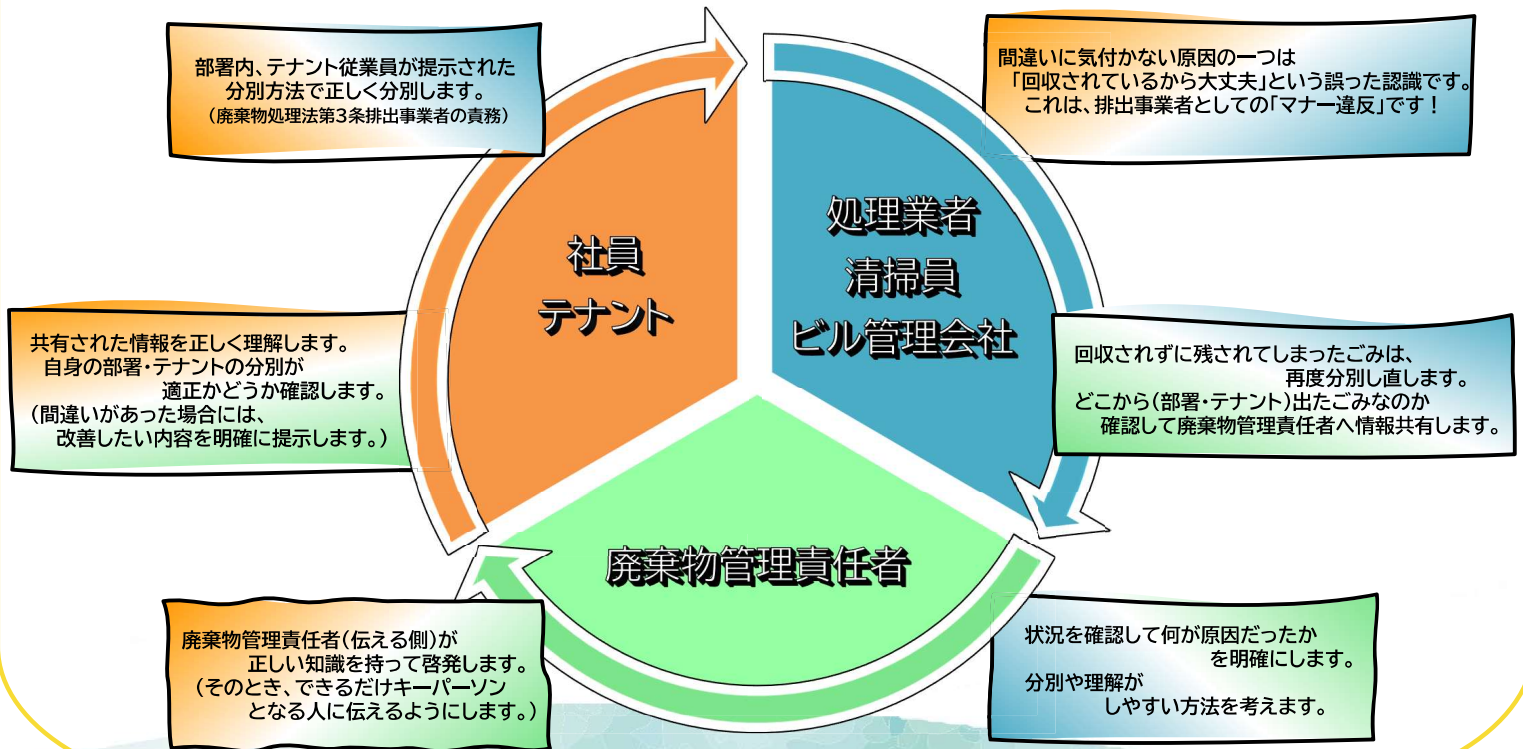 部署内、テナント従業員が提示された
分別方法で正しく分別します。
(廃棄物処理法第3条排出事業者の責務)
間違いに気付かない原因の一つは
「回収されているから大丈夫」という誤った認識です。
これは、排出事業者としての「マナー違反」です！
社員
テナント
処理業者
清掃員
ビル管理会社
共有された情報を正しく理解します。
自身の部署・テナントの分別が
適正かどうか確認します。
(間違いがあった場合には、
改善したい内容を明確に提示します。)
回収されずに残されてしまったごみは、
再度分別し直します。
どこから(部署・テナント)出たごみなのか
確認して廃棄物管理責任者へ情報共有します。
廃棄物管理責任者
廃棄物管理責任者(伝える側)が
正しい知識を持って啓発します。
(そのとき、できるだけキーパーソン
となる人に伝えるようにします。)
状況を確認して何が原因だったか
を明確にします。
分別や理解が
しやすい方法を考えます。